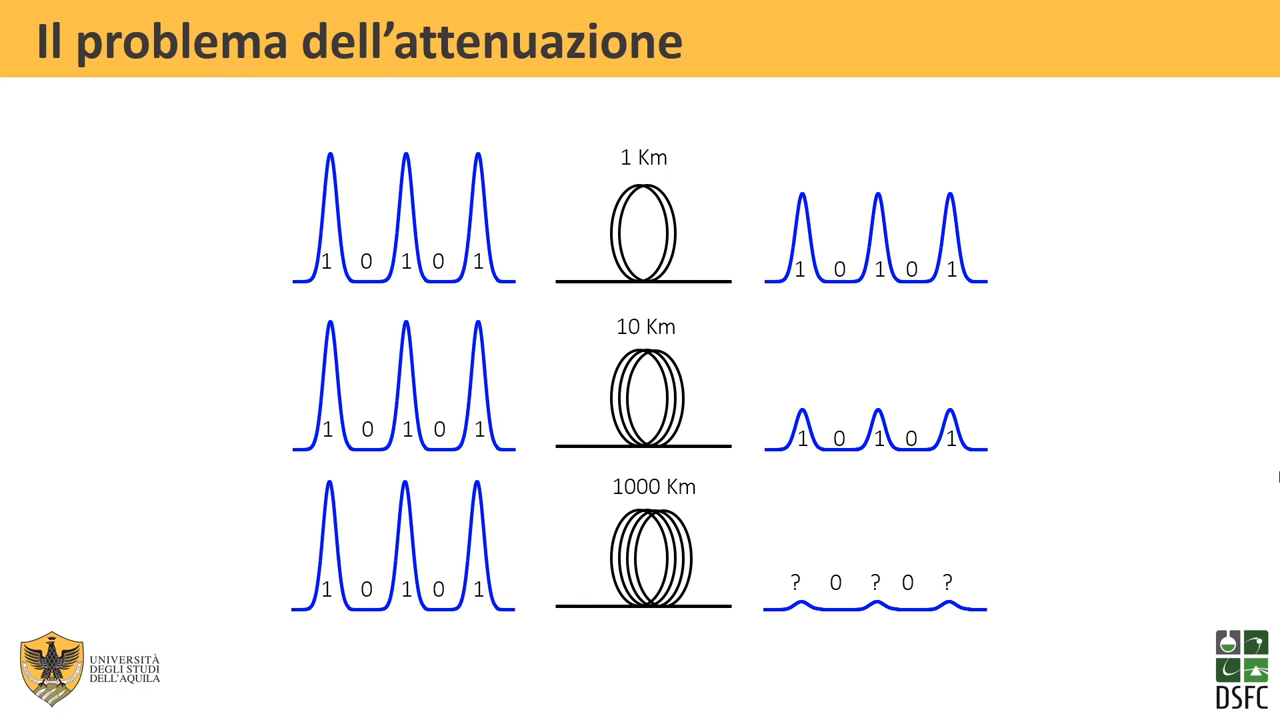 Il problema dell’attenuazione
1 Km
1 0 1 0 1
1 0 1 0 1
10 Km
1 0 1 0 1
1 0 1 0 1
1000 Km
1 0 1 0 1
? 0 ? 0 ?
UNIVERSITÀ
DEGLI STUDI
DELL'AQUILA
DSFC